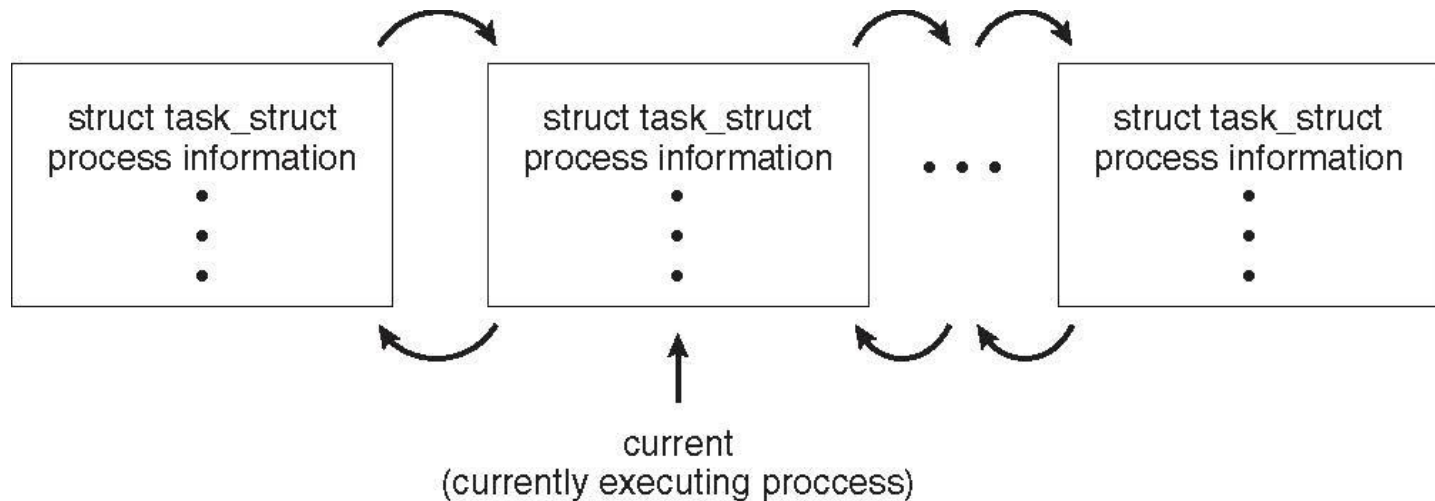 struct task_struct
process information
struct task_struct
process information
struct task_struct
process information
current
(currently executing proccess)